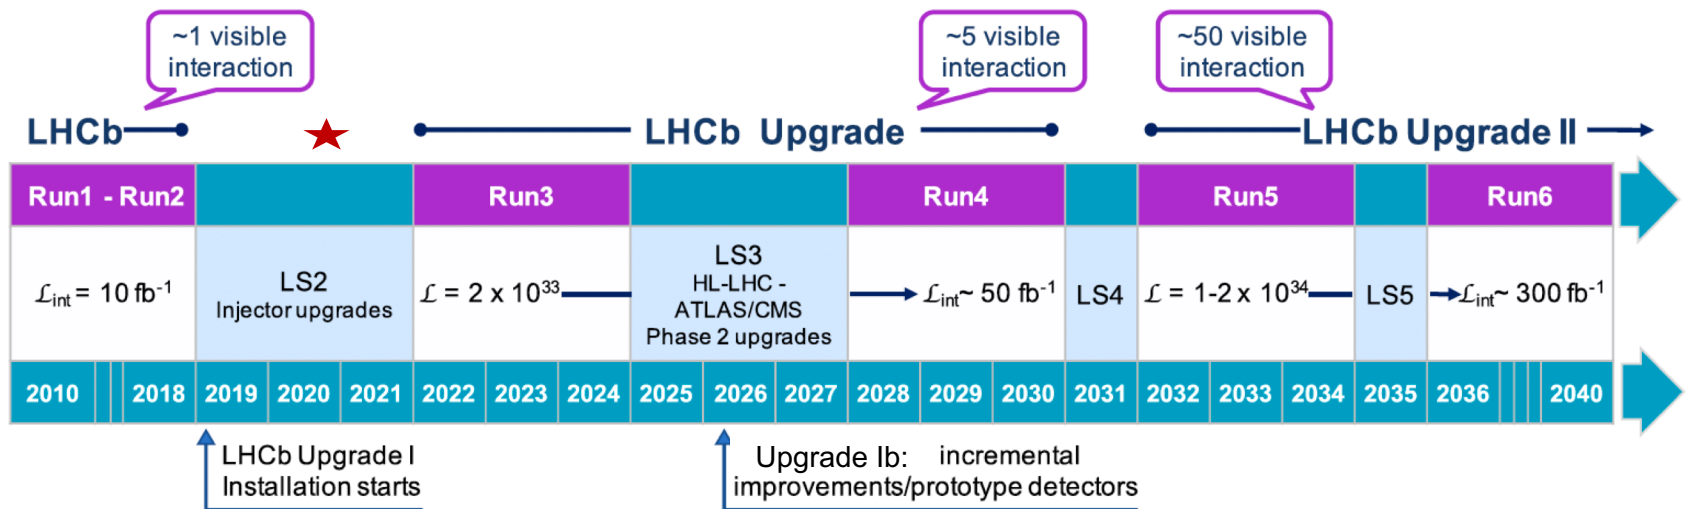 ~1 visible
interaction
~5 visible
interaction
~50 visible
interaction
LHCb
LHCb Upgrade
LHCb Upgrade II
Run1 - Run2
Run3
Run4
Run5
Run6
ℒint = 10 fb-1
LS2
Injector upgrades
ℒ = 2 x 10³³
LS3
HL-LHC -
ATLAS/CMS
Phase 2 upgrades
ℒint~ 50 fb-1
LS4
ℒ = 1-2 x 10³⁴
LS5
ℒint~ 300 fb-1
2010 2018 2019 2020 2021 2022 2023 2024 2025 2026 2027 2028 2029 2030 2031 2032 2033 2034 2035 2036 2040
LHCb Upgrade I
Installation starts
Upgrade Ib: incremental
improvements/prototype detectors